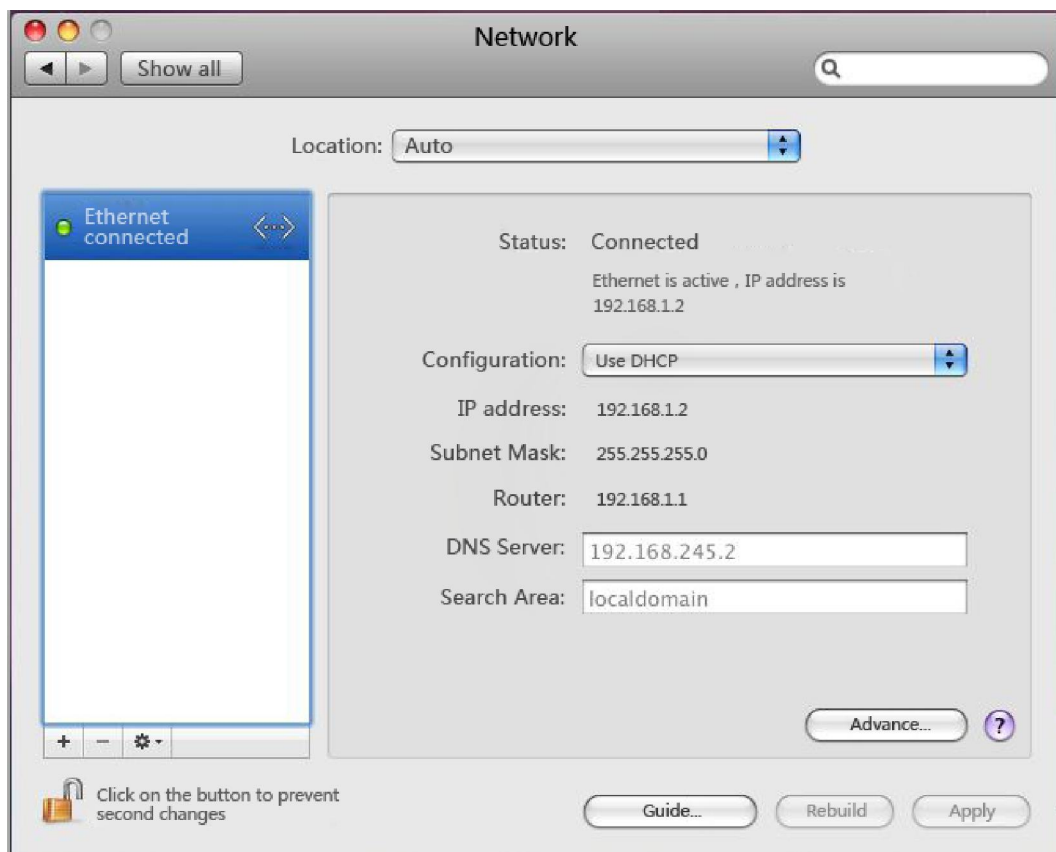 Network
Show all
Location: Auto
Ethernet
connected
Status: Connected
Ethernet is active , IP address is
192.168.1.2
Configuration: Use DHCP
IP address: 192.168.1.2
Subnet Mask: 255.255.255.0
Router: 192.168.1.1
DNS Server: 192.168.245.2
Search Area: localdomain
Advance... ?
Click on the button to prevent
second changes
Guide... Rebuild Apply